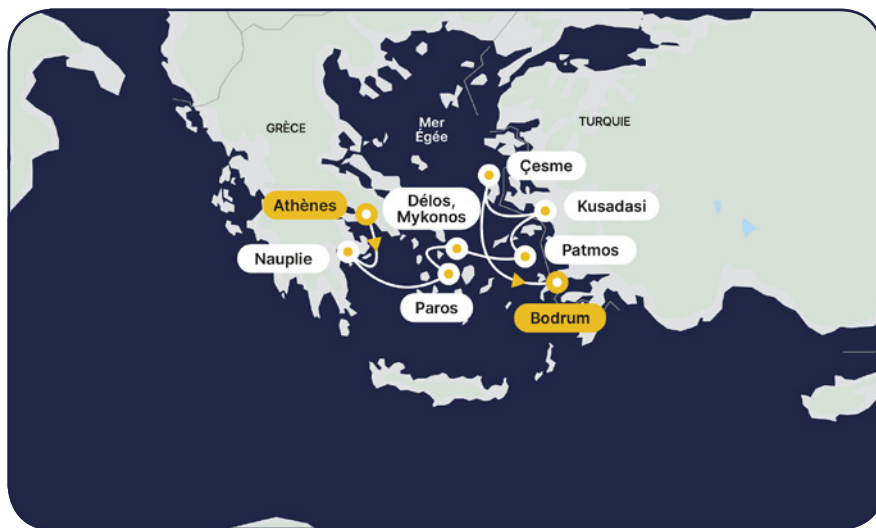 GRÈCE
Mer
Égée
TURQUIE
Çesme
Athènes
Délos,
Mykonos
Kusadasi
Nauplie
Patmos
Paros
Bodrum